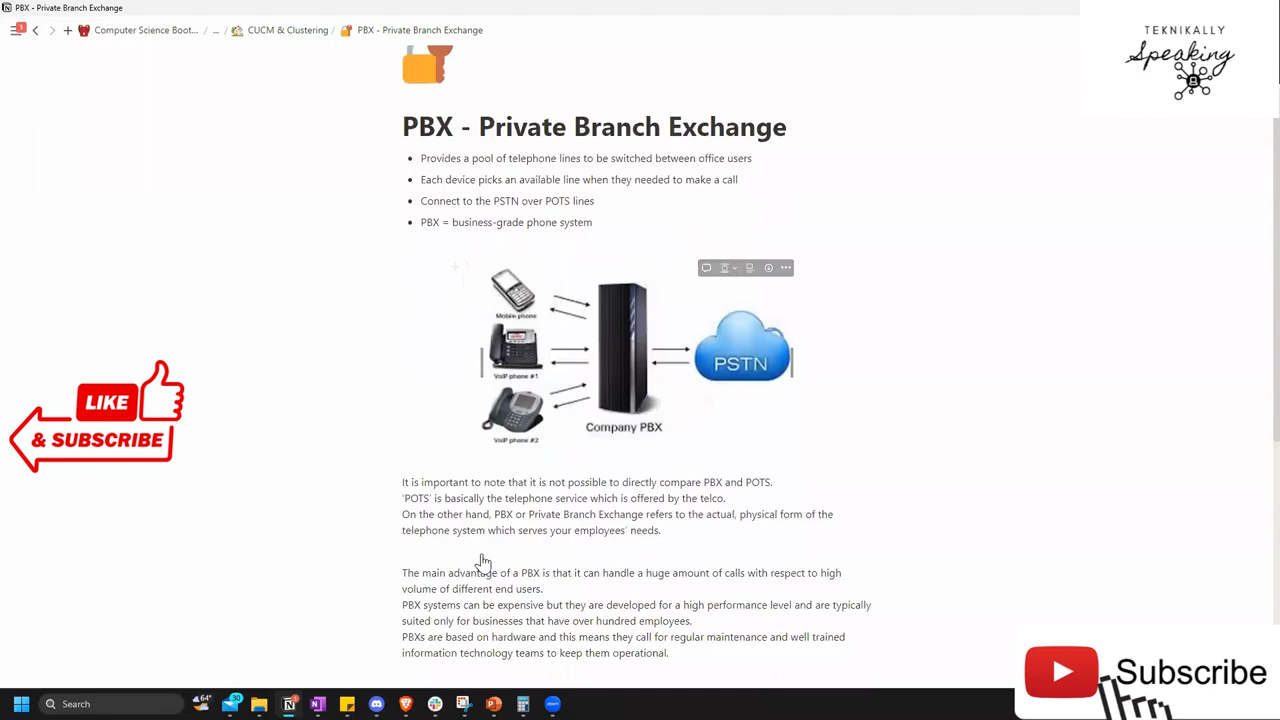 PBX - Private Branch Exchange
1
Computer Science Boot... / ... / CUCM & Clustering / PBX - Private Branch Exchange
TEKNIKALLY
Speaking
PBX - Private Branch Exchange
Provides a pool of telephone lines to be switched between office users
Each device picks an available line when they needed to make a call
Connect to the PSTN over POTS lines
PBX = business-grade phone system
Mobile phone
VoIP phone #1
PSTN
VoIP phone #2
Company PBX
LIKE
& SUBSCRIBE
It is important to note that it is not possible to directly compare PBX and POTS.
'POTS' is basically the telephone service which is offered by the telco.
On the other hand, PBX or Private Branch Exchange refers to the actual, physical form of the
telephone system which serves your employees' needs.
The main advantage of a PBX is that it can handle a huge amount of calls with respect to high
volume of different end users.
PBX systems can be expensive but they are developed for a high performance level and are typically
suited only for businesses that have over hundred employees.
PBXs are based on hardware and this means they call for regular maintenance and well trained
information technology teams to keep them operational.
Subscribe
Search
64°
30
zoom